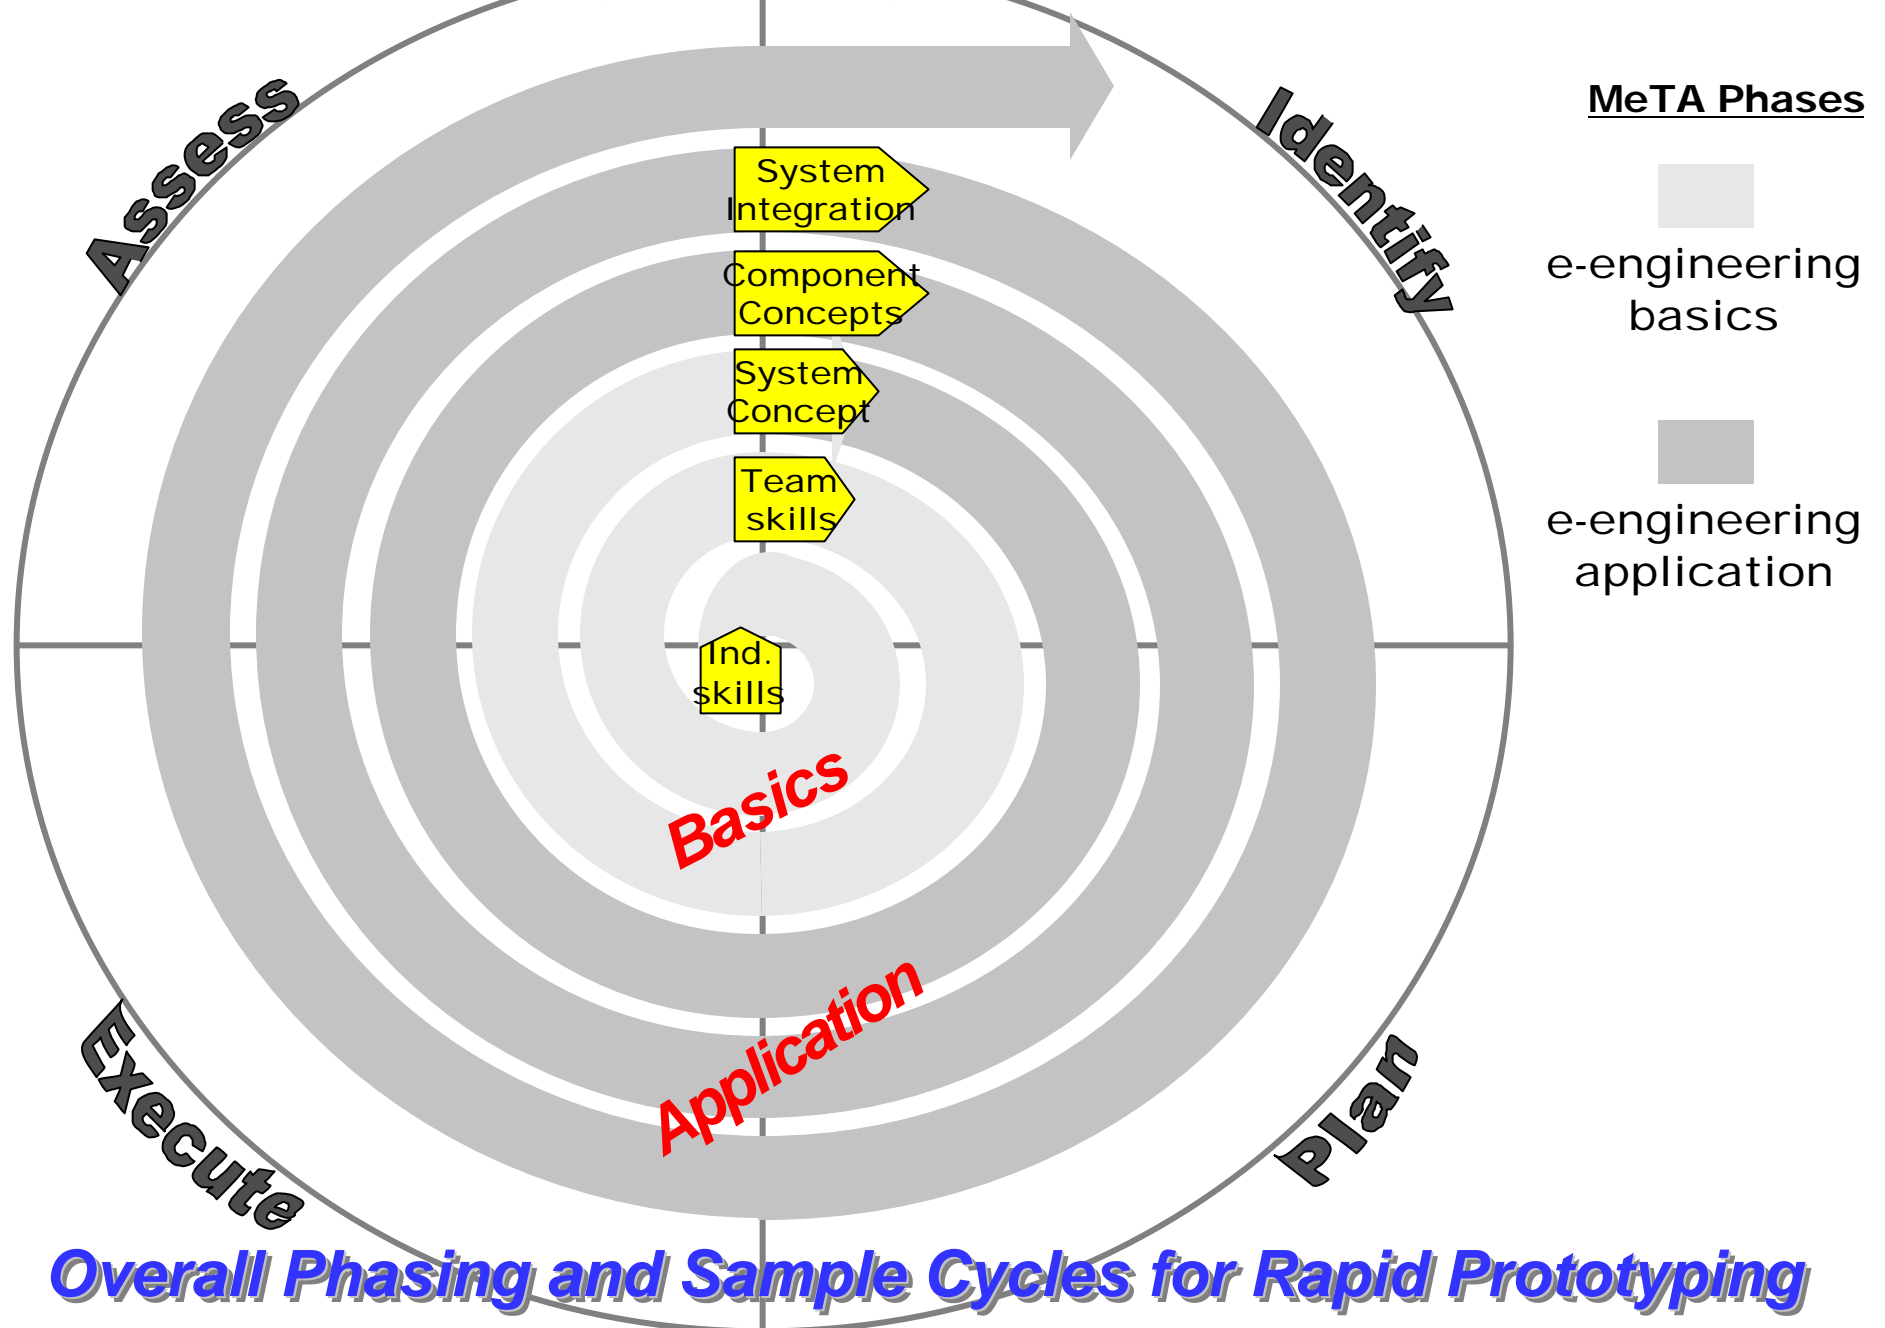 Assess
Identify
MeTA Phases
System
Integration
e-engineering
basics
Component
Concepts
System
Concept
Team
skills
e-engineering
application
Ind.
skills
Basics
Application
Execute
Plan
Overall Phasing and Sample Cycles for Rapid Prototyping